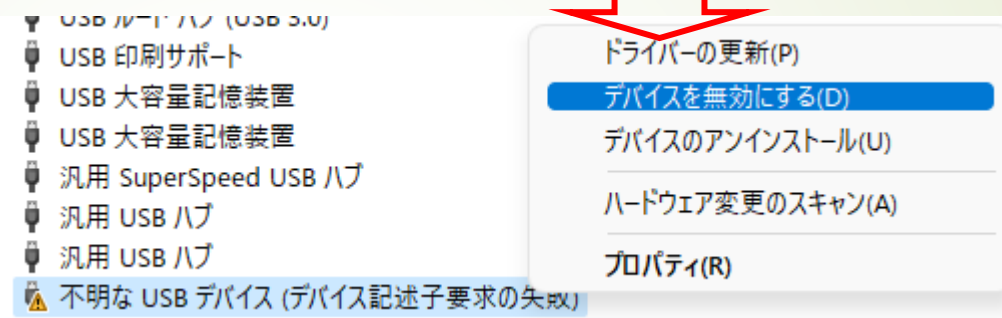 USB ルート ハブ (USB 3.0)
USB 印刷サポート
USB 大容量記憶装置
USB 大容量記憶装置
汎用 SuperSpeed USB ハブ
汎用 USB ハブ
汎用 USB ハブ
不明な USB デバイス (デバイス記述子要求の失敗)
ドライバーの更新(P)
デバイスを無効にする(D)
デバイスのアンインストール(U)
ハードウェア変更のスキャン(A)
プロパティ(R)